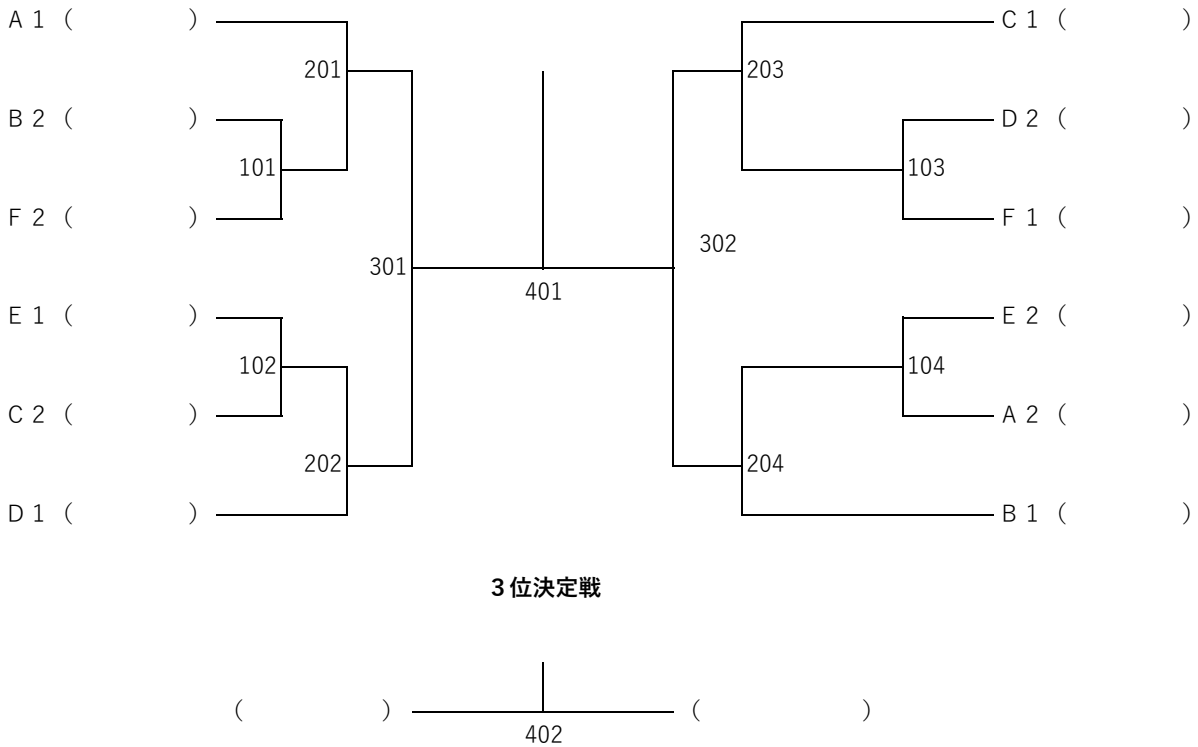 A 1 (　　　　) C 1 (　　　　)
201 203
B 2 (　　　　) D 2 (　　　　)
101 103
F 2 (　　　　) F 1 (　　　　)
302
301
401
E 1 (　　　　) E 2 (　　　　)
102 104
C 2 (　　　　) A 2 (　　　　)
202 204
D 1 (　　　　) B 1 (　　　　)
３位決定戦
(　　　　) (　　　　)
402